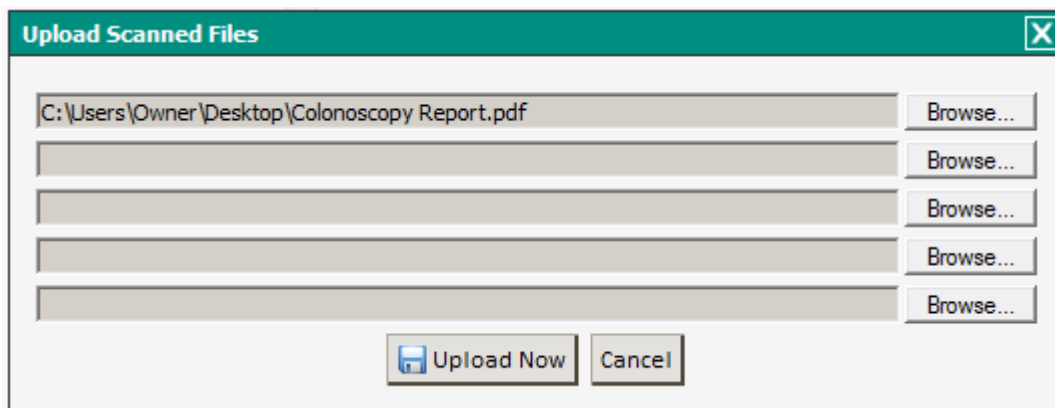 Upload Scanned Files
C:\Users\Owner\Desktop\Colonoscopy Report.pdf Browse...
Browse...
Browse...
Browse...
Browse...
Upload Now Cancel